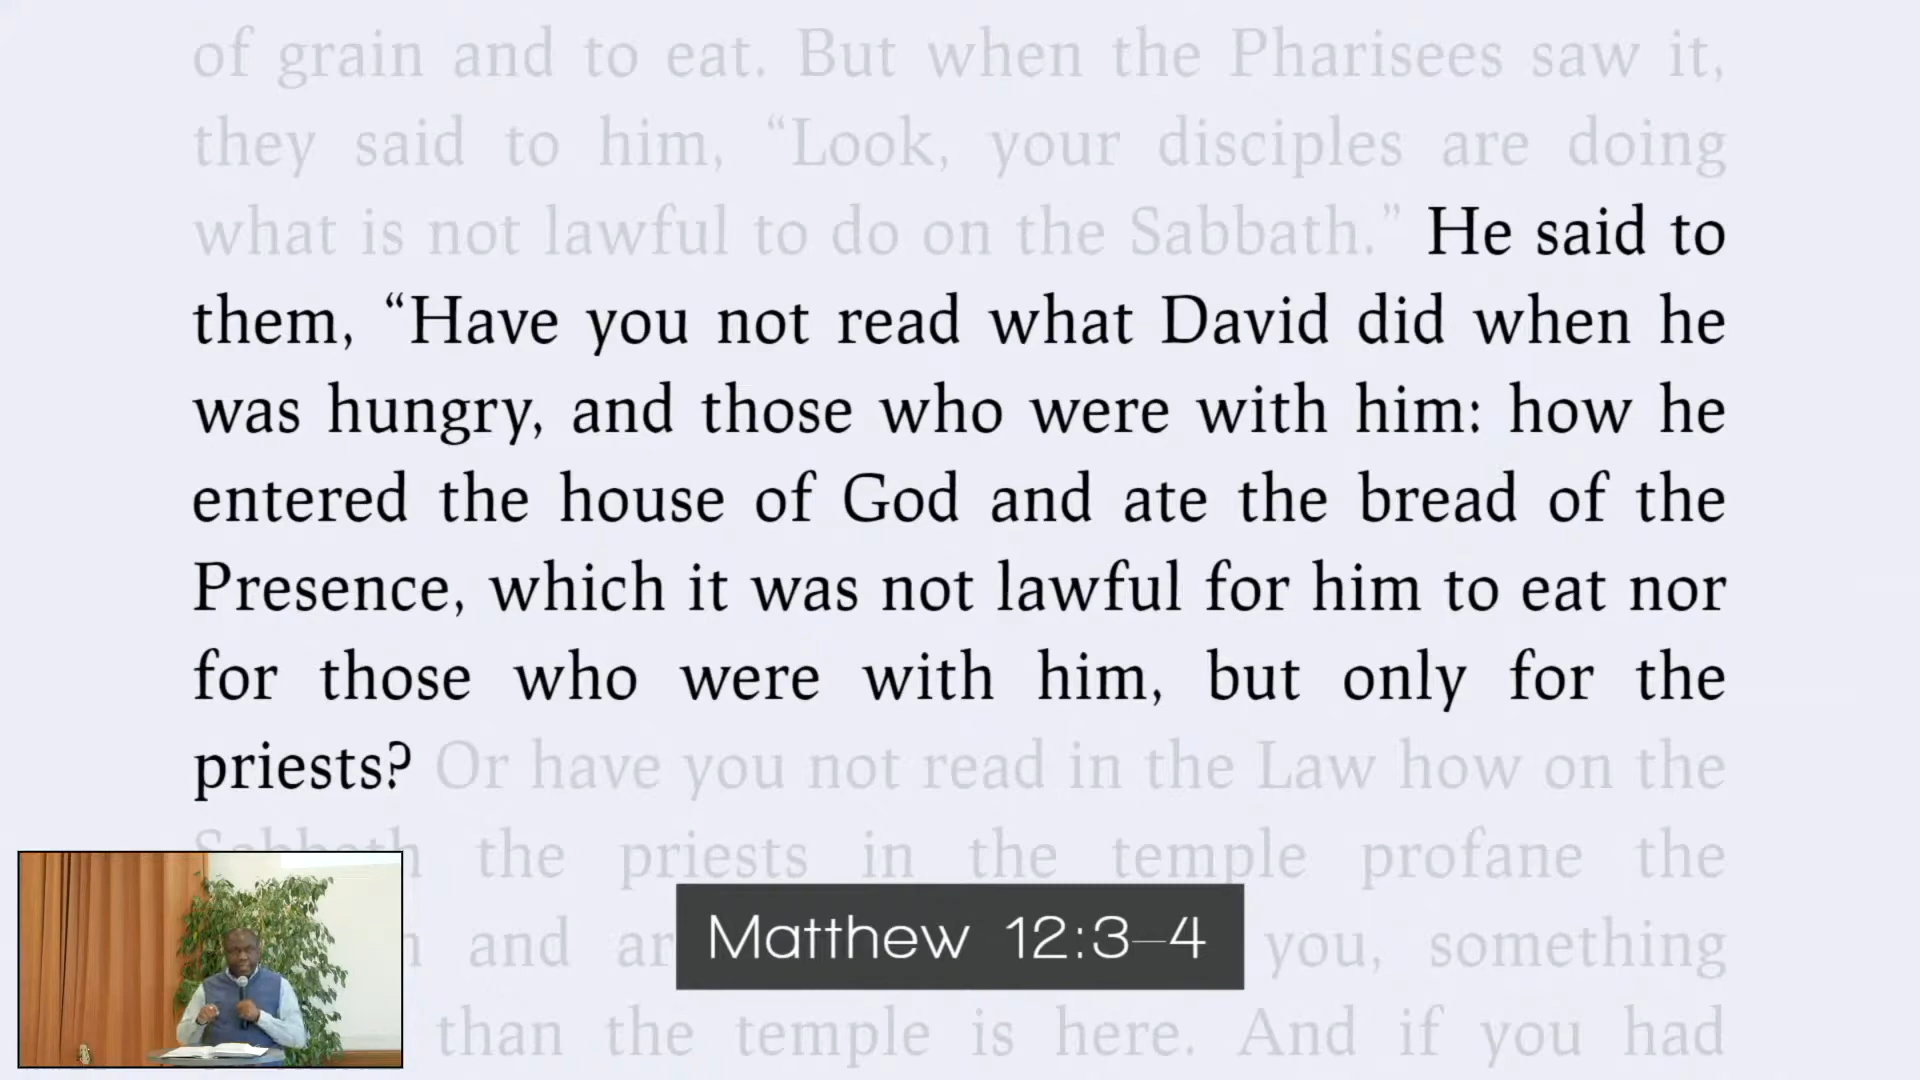 of grain and to eat. But when the Pharisees saw it,
they said to him, “Look, your disciples are doing
what is not lawful to do on the Sabbath.” He said to
them, “Have you not read what David did when he
was hungry, and those who were with him: how he
entered the house of God and ate the bread of the
Presence, which it was not lawful for him to eat nor
for those who were with him, but only for the
priests? Or have you not read in the Law how on the
Sabbath the priests in the temple profane the
and you, something
than the temple is here. And if you had
Matthew 12:3–4